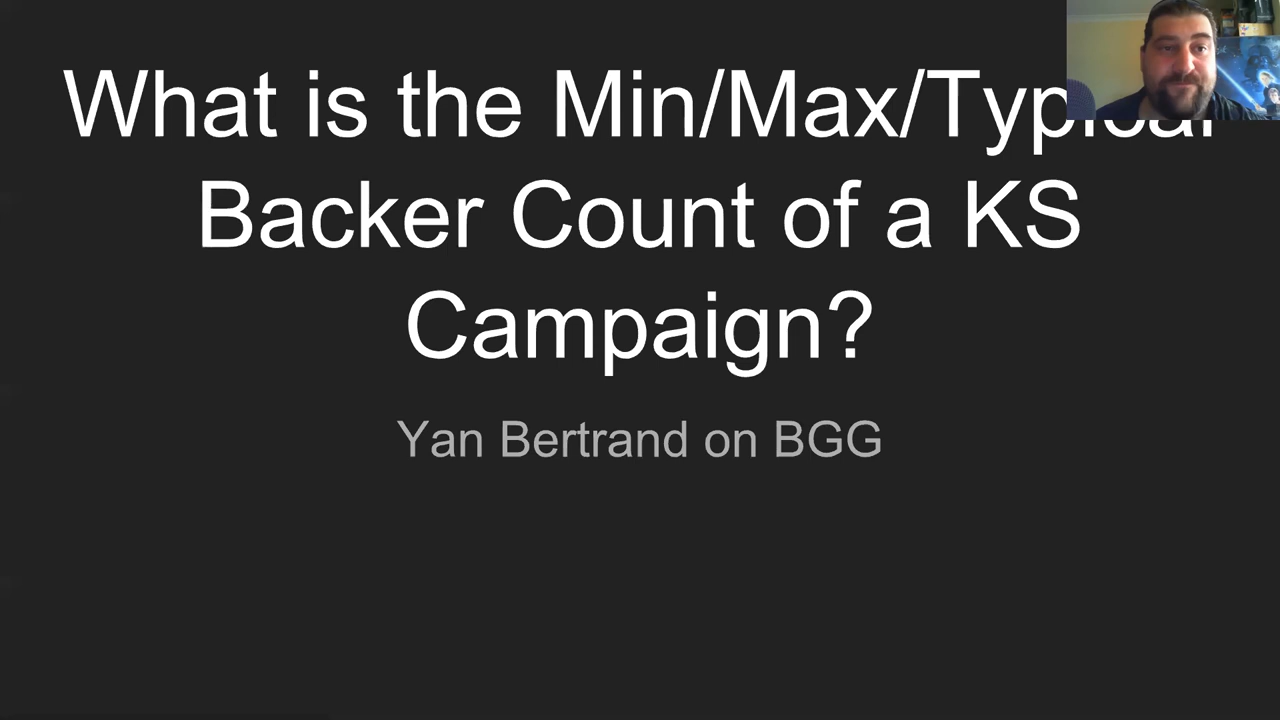 What is the Min/Max/Typical
Backer Count of a KS
Campaign?
Yan Bertrand on BGG